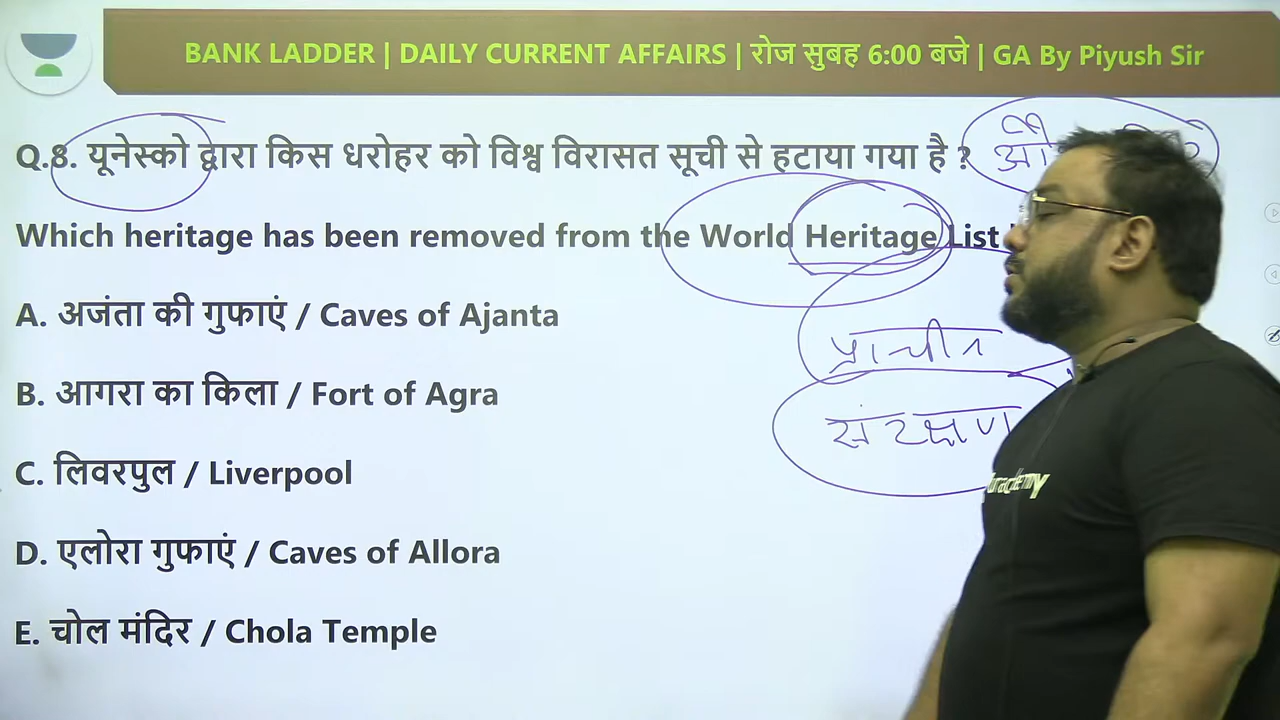 BANK LADDER | DAILY CURRENT AFFAIRS | रोज सुबह 6:00 बजे | GA By Piyush Sir
Q.8. यूनेस्को द्वारा किस धरोहर को विश्व विरासत सूची से हटाया गया है ?
Which heritage has been removed from the World Heritage List
A. अजंता की गुफाएं / Caves of Ajanta
प्राचीन
B. आगरा का किला / Fort of Agra
संरक्षण
C. लिवरपुल / Liverpool
D. एलोरा गुफाएं / Caves of Allora
E. चोल मंदिर / Chola Temple